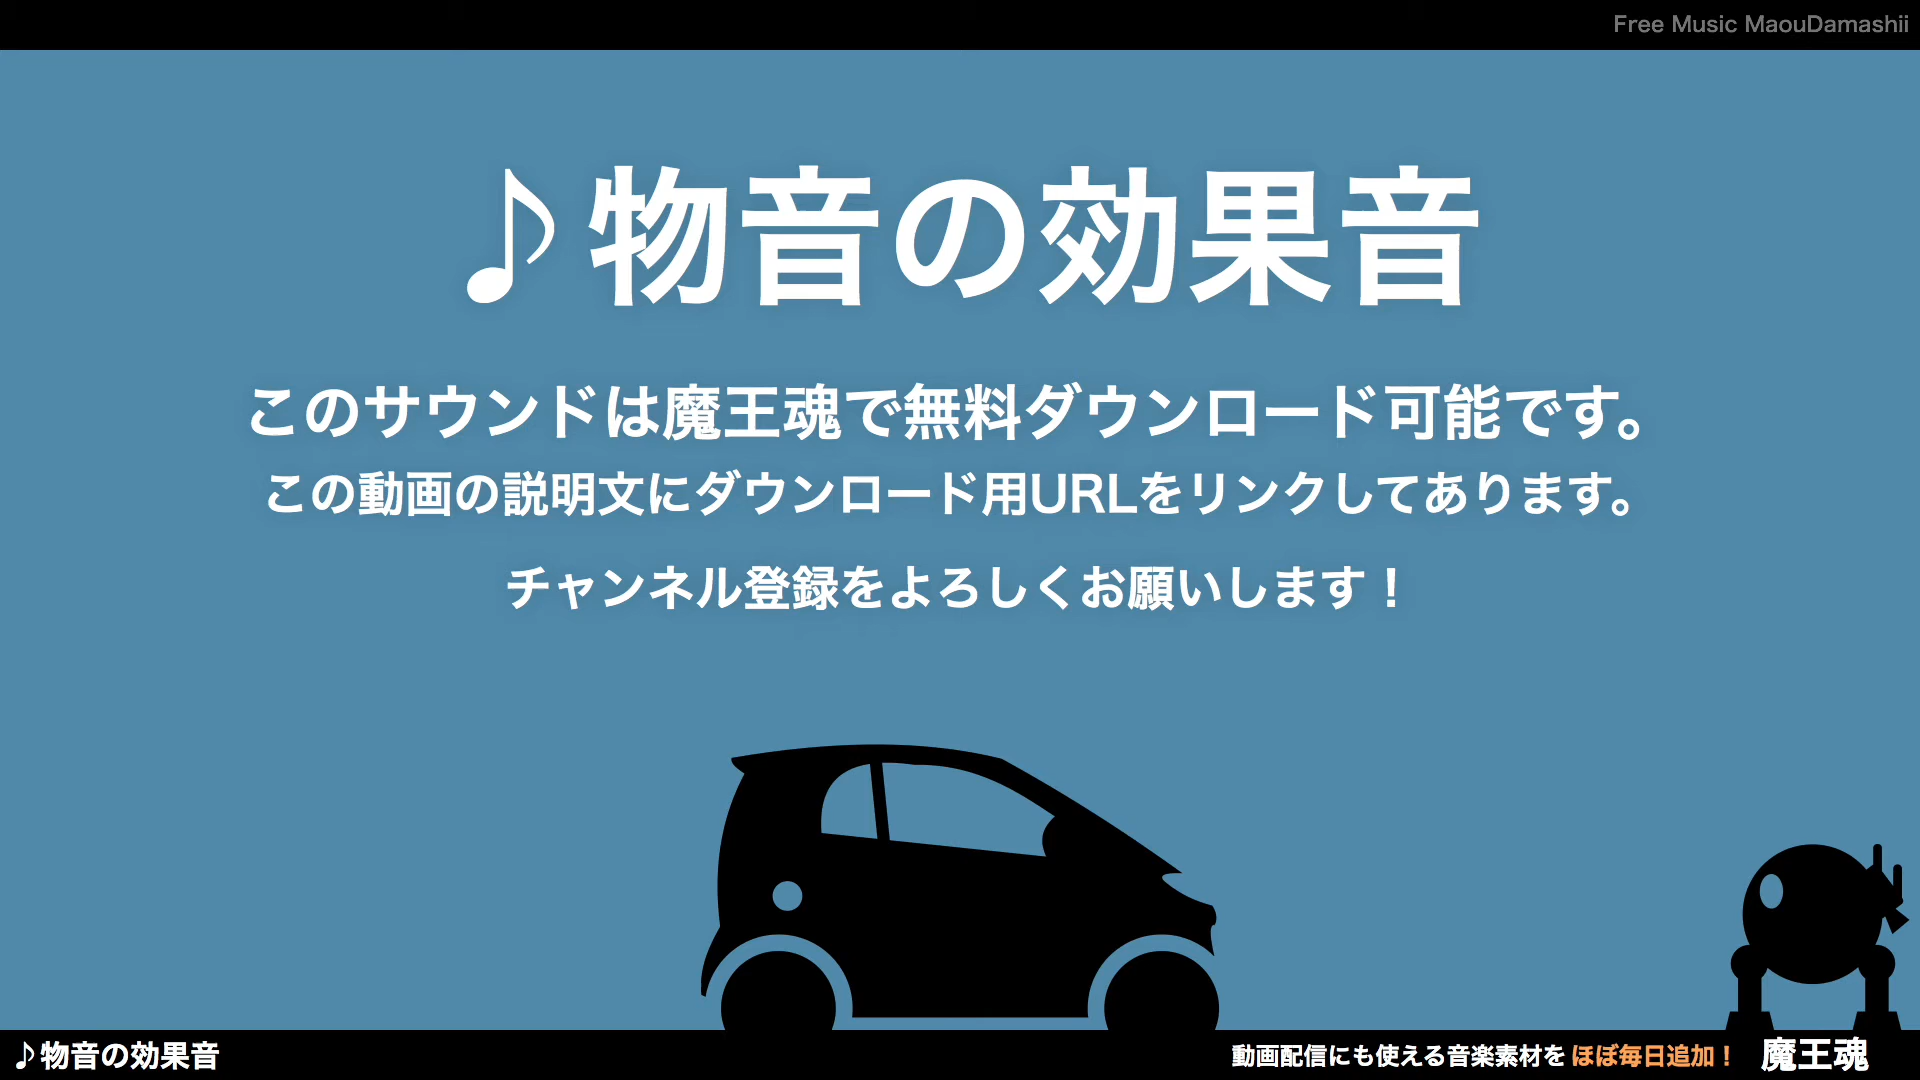 Free Music MaouDamashii
♪物音の効果音
このサウンドは魔王魂で無料ダウンロード可能です。
この動画の説明文にダウンロード用URLをリンクしてあります。
チャンネル登録をよろしくお願いします！
♪物音の効果音
動画配信にも使える音楽素材を ほぼ毎日追加！ 魔王魂